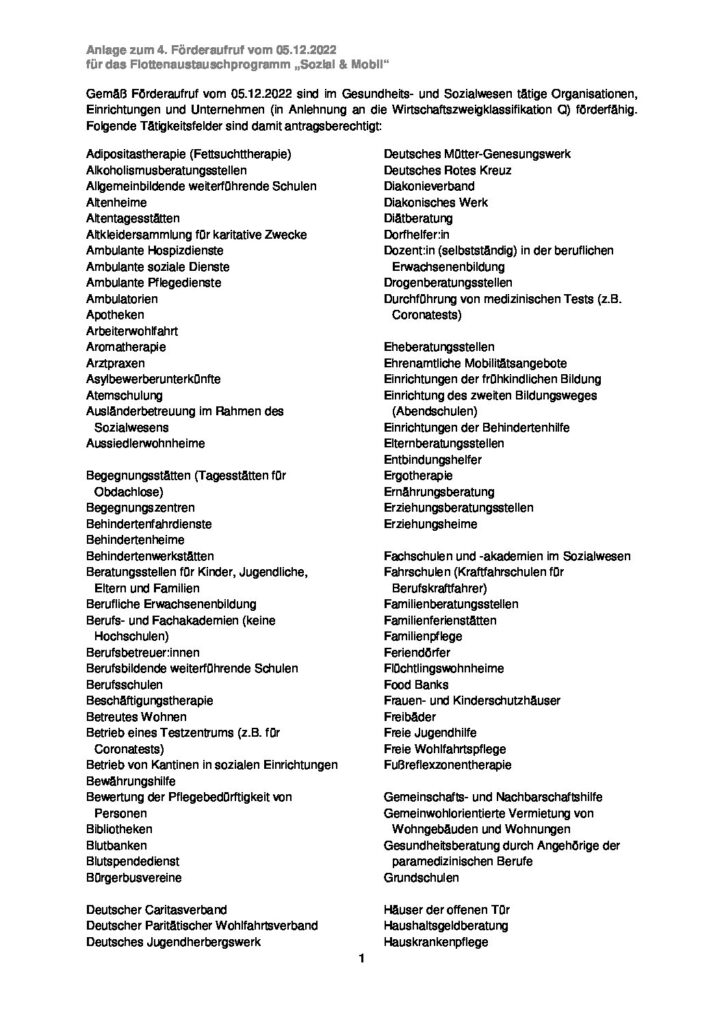 Anlage zum 4. Förderaufruf vom 05.12.2022
für das Flottenaustauschprogramm „Sozial & Mobil“
Gemäß Förderaufruf vom 05.12.2022 sind im Gesundheits- und Sozialwesen tätige Organisationen,
Einrichtungen und Unternehmen (in Anlehnung an die Wirtschaftszweigklassifikation Q) förderfähig.
Folgende Tätigkeitsfelder sind damit antragsberechtigt:
Adipositastherapie (Fettsuchttherapie)
Alkoholismusberatungsstellen
Allgemeinbildende weiterführende Schulen
Altenheime
Altentagesstätten
Altkleidersammlung für karitative Zwecke
Ambulante Hospizdienste
Ambulante soziale Dienste
Ambulante Pflegedienste
Ambulatorien
Apotheken
Arbeiterwohlfahrt
Aromatherapie
Arztpraxen
Asylbewerberunterkünfte
Atemschulung
Ausländerbetreuung im Rahmen des
Sozialwesens
Aussiedlerwohnheime
Begegnungsstätten (Tagesstätten für
Obdachlose)
Begegnungszentren
Behindertenfahrdienste
Behindertenheime
Behindertenwerkstätten
Beratungsstellen für Kinder, Jugendliche,
Eltern und Familien
Berufliche Erwachsenenbildung
Berufs- und Fachakademien (keine
Hochschulen)
Berufsbetreuer:innen
Berufsbildende weiterführende Schulen
Berufsschulen
Beschäftigungstherapie
Betreutes Wohnen
Betrieb eines Testzentrums (z.B. für
Coronatests)
Betrieb von Kantinen in sozialen Einrichtungen
Bewährungshilfe
Bewertung der Pflegebedürftigkeit von
Personen
Bibliotheken
Blutbanken
Blutspendedienst
Bürgerbusvereine
Deutscher Caritasverband
Deutscher Paritätischer Wohlfahrtsverband
Deutsches Jugendherbergswerk
Deutsches Mütter-Genesungswerk
Deutsches Rotes Kreuz
Diakonieverband
Diakonisches Werk
Diätberatung
Dorfhelfer:in
Dozent:in (selbstständig) in der beruflichen
Erwachsenenbildung
Drogenberatungsstellen
Durchführung von medizinischen Tests (z.B.
Coronatests)
Eheberatungsstellen
Ehrenamtliche Mobilitätsangebote
Einrichtungen der frühkindlichen Bildung
Einrichtung des zweiten Bildungsweges
(Abendschulen)
Einrichtungen der Behindertenhilfe
Elternberatungsstellen
Entbindungshelfer
Ergotherapie
Ernährungsberatung
Erziehungsberatungsstellen
Erziehungsheime
Fachschulen und -akademien im Sozialwesen
Fahrschulen (Kraftfahrschulen für
Berufskraftfahrer)
Familienberatungsstellen
Familienferienstätten
Familienpflege
Feriendörfer
Flüchtlingswohnheime
Food Banks
Frauen- und Kinderschutzhäuser
Freibäder
Freie Jugendhilfe
Freie Wohlfahrtspflege
Fußreflexzonentherapie
Gemeinschafts- und Nachbarschaftshilfe
Gemeinwohlorientierte Vermietung von
Wohngebäuden und Wohnungen
Gesundheitsberatung durch Angehörige der
paramedizinischen Berufe
Grundschulen
Häuser der offenen Tür
Haushaltsgeldberatung
Hauskrankenpflege
1